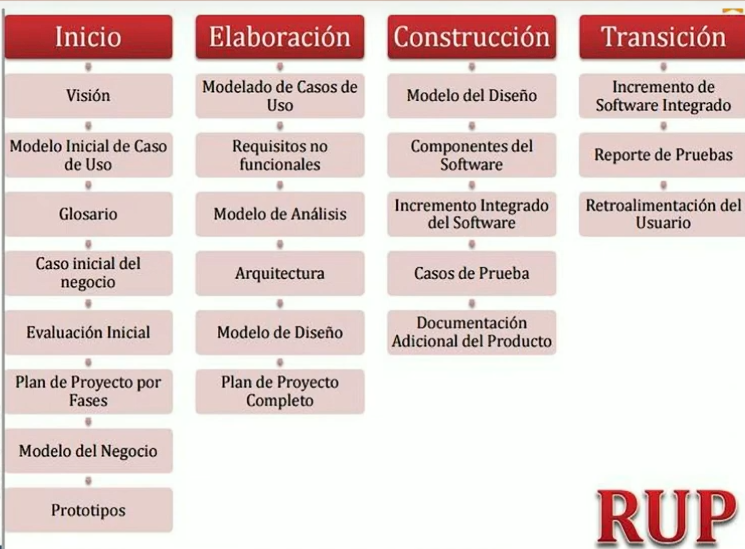 Inicio
Visión
Modelo Inicial de Caso
de Uso
Glosario
Caso inicial del
negocio
Evaluación Inicial
Plan de Proyecto por
Fases
Modelo del Negocio
Prototipos
Elaboración
Modelado de Casos de
Uso
Requisitos no
funcionales
Modelo de Análisis
Arquitectura
Modelo de Diseño
Plan de Proyecto
Completo
Construcción
Modelo del Diseño
Componentes del
Software
Incremento Integrado
del Software
Casos de Prueba
Documentación
Adicional del Producto
Transición
Incremento de
Software Integrado
Reporte de Pruebas
Retroalimentación del
Usuario
RUP